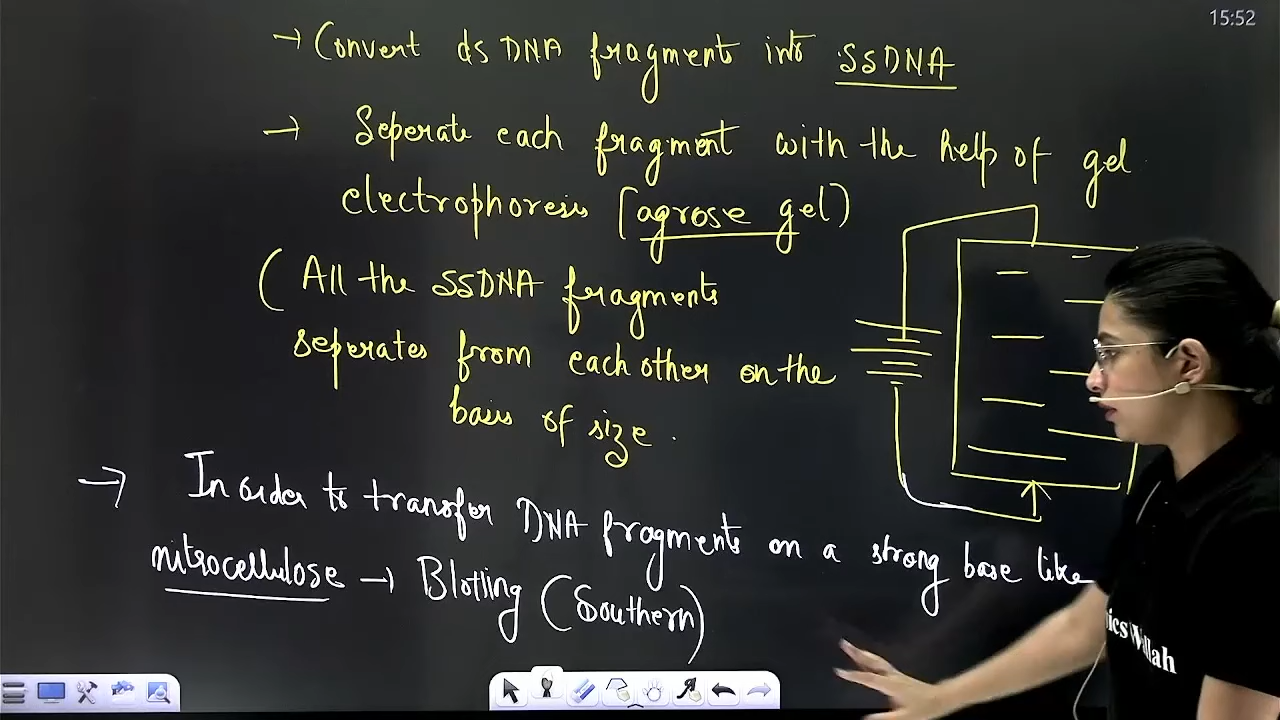 15:52
→ Convert ds DNA fragments into SSDNA
→ Seperate each fragment with the help of gel
electrophoresis [agrose gel)
(All the SSDNA fragments
seperates from each other on the
basis of size.
→ In order to transfer DNA fragments on a strong base like
nitrocellulose → Blotting (Southern)